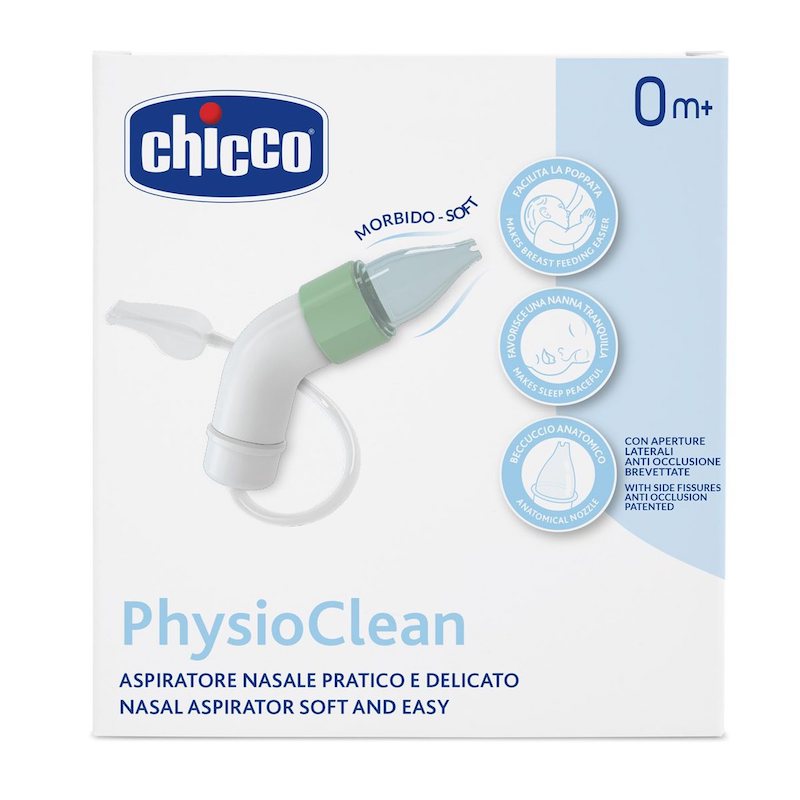 chicco®
0m+
MORBIDO - SOFT
FACILITA LA POPPATA
MAKES BREAST FEEDING EASIER
FAVORISCE UNA NANNA TRANQUILLA
MAKES SLEEP PEACEFUL
BECCUCCIO ANATOMICO
ANATOMICAL NOZZLE
CON APERTURE
LATERALI
ANTI OCCLUSIONE
BREVETTATE
WITH SIDE FISSURES
ANTI OCCLUSION
PATENTED
PhysioClean
ASPIRATORE NASALE PRATICO E DELICATO
NASAL ASPIRATOR SOFT AND EASY